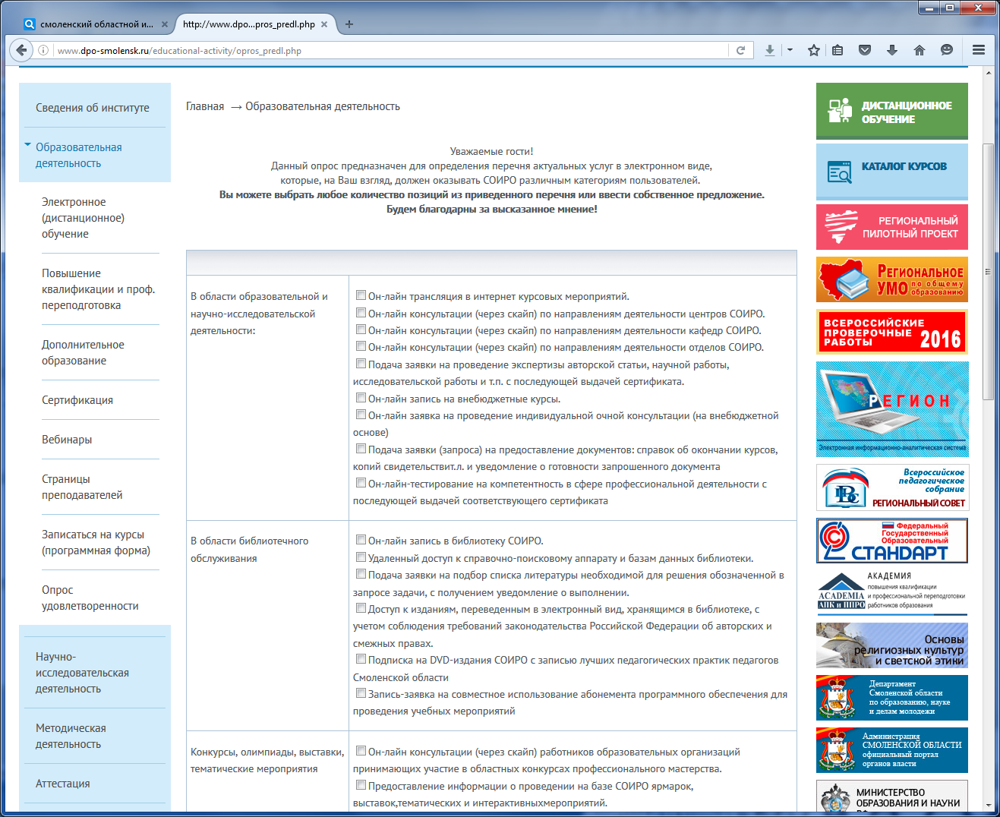 смоленский областной и...
http://www.dpo...pros_predl.php
www.dpo-smolensk.ru/educational-activity/opros_predl.php
Сведения об институте
Образовательная
деятельность
Электронное
(дистанционное)
обучение
Повышение
квалификации и проф.
переподготовка
Дополнительное
образование
Сертификация
Вебинары
Страницы
преподавателей
Записаться на курсы
(программная форма)
Опрос
удовлетворенности
Научно-
исследовательская
деятельность
Методическая
деятельность
Аттестация
Главная → Образовательная деятельность
Уважаемые гости!
Данный опрос предназначен для определения перечня актуальных услуг в электронном виде,
которые, на Ваш взгляд, должен оказывать СОИРО различным категориям пользователей.
Вы можете выбрать любое количество позиций из приведенного перечня или ввести собственное предложение.
Будем благодарны за высказанное мнение!
В области образовательной и
научно-исследовательской
деятельности:
Он-лайн трансляция в интернет курсовых мероприятий.
Он-лайн консультации (через скайп) по направлениям деятельности центров СОИРО.
Он-лайн консультации (через скайп) по направлениям деятельности кафедр СОИРО.
Он-лайн консультации (через скайп) по направлениям деятельности отделов СОИРО.
Подача заявки на проведение экспертизы авторской статьи, научной работы,
исследовательской работы и т.п. с последующей выдачей сертификата.
Он-лайн запись на внебюджетные курсы.
Он-лайн заявка на проведение индивидуальной очной консультации (на внебюджетной
основе)
Подача заявки (запроса) на предоставление документов: справок об окончании курсов,
копий свидетельствит.л. и уведомление о готовности запрошенного документа
Он-лайн-тестирование на компетентность в сфере профессиональной деятельности с
последующей выдачей соответствующего сертификата
В области библиотечного
обслуживания
Он-лайн запись в библиотеку СОИРО.
Удаленный доступ к справочно-поисковому аппарату и базам данных библиотеки.
Подача заявки на подбор списка литературы необходимой для решения обозначенной в
запросе задачи, с получением уведомление о выполнении.
Доступ к изданиям, переведенным в электронный вид, хранящимся в библиотеке, с
учетом соблюдения требований законодательства Российской Федерации об авторских и
смежных правах.
Подписка на DVD-издания СОИРО с записью лучших педагогических практик педагогов
Смоленской области
Запись-заявка на совместное использование абонемента программного обеспечения для
проведения учебных мероприятий
Конкурсы, олимпиады, выставки,
тематические мероприятия
Он-лайн консультации (через скайп) работников образовательных организаций
принимающих участие в областных конкурсах профессионального мастерства.
Предоставление информации о проведении на базе СОИРО ярмарок,
выставок,тематических и интерактивныхмероприятий.
ДИСТАНЦИОННОЕ
ОБУЧЕНИЕ
КАТАЛОГ КУРСОВ
РЕГИОНАЛЬНЫЙ
ПИЛОТНЫЙ ПРОЕКТ
РЕГИОНАЛЬНОЕ
УМО по общему
образованию
ВСЕРОССИЙСКИЕ
ПРОВЕРОЧНЫЕ
РАБОТЫ 2016
РЕГИОН
Электронная информационно-аналитическая система
Всероссийское
педагогическое
собрание
РЕГИОНАЛЬНЫЙ СОВЕТ
Федеральный
Государственный
Образовательный
СТАНДАРТ
АКАДЕМИЯ
повышения квалификации
и профессиональной переподготовки
работников образования
ACADEMIA
АПК и ППРО
Основы
религиозных культур
и светской этики
Департамент
Смоленской области
по образованию, науке
и делам молодежи
Администрация
СМОЛЕНСКОЙ ОБЛАСТИ
официальный портал
органов власти
МИНИСТЕРСТВО
ОБРАЗОВАНИЯ И НАУКИ